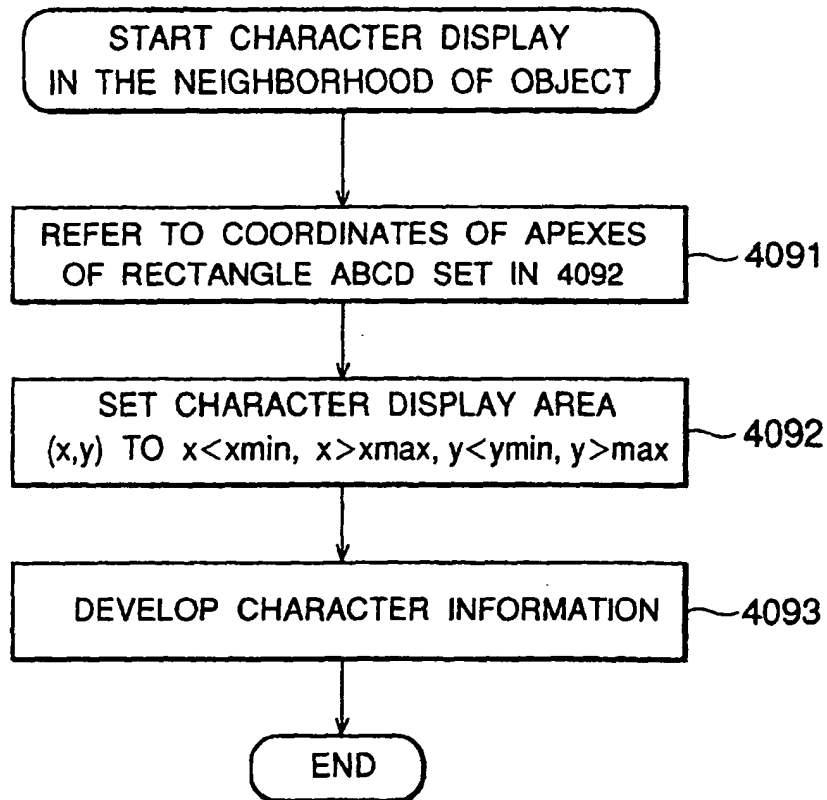 START CHARACTER DISPLAY
IN THE NEIGHBORHOOD OF OBJECT
REFER TO COORDINATES OF APEXES
OF RECTANGLE ABCD SET IN 4092
4091
SET CHARACTER DISPLAY AREA
(x,y) TO x<xmin, x>xmax, y<ymin, y>max
4092
DEVELOP CHARACTER INFORMATION
4093
END